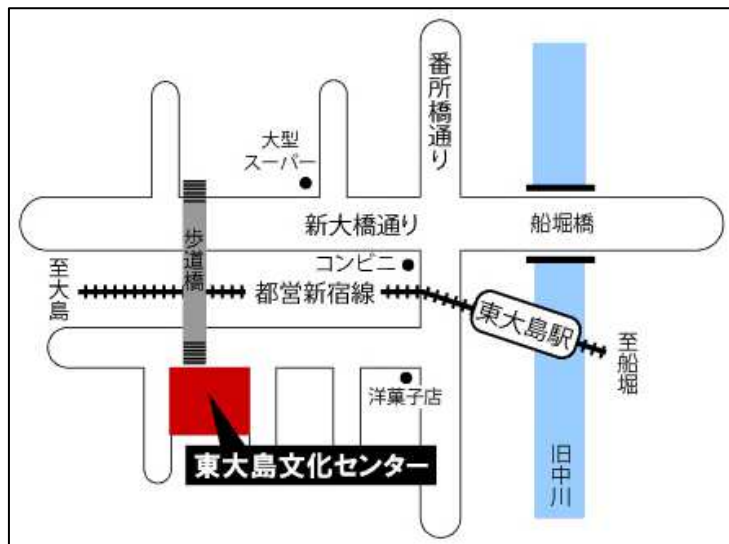 番所橋通り
大型
スーパー
新大橋通り
船堀橋
歩道橋
コンビニ
至大島
都営新宿線
東大島駅
至船堀
洋菓子店
東大島文化センター
旧中川